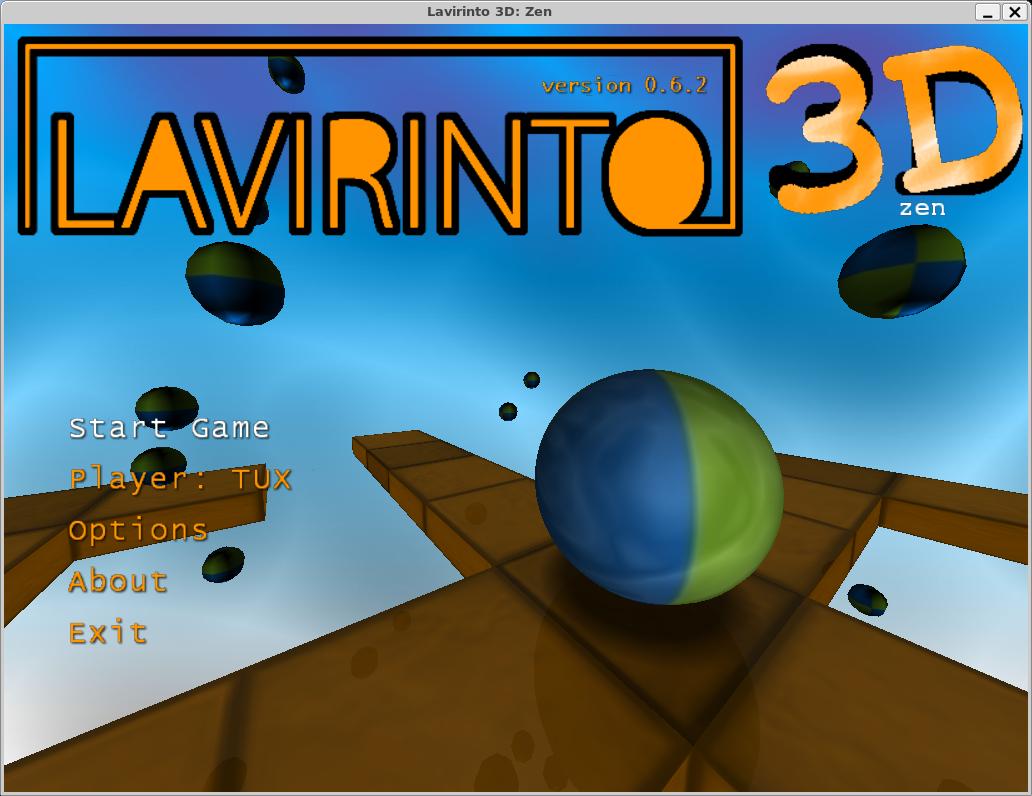 Lavirinto 3D: Zen
version 0.6.2
LAVIRINTO
3D
zen
Start Game
Player: TUX
Options
About
Exit